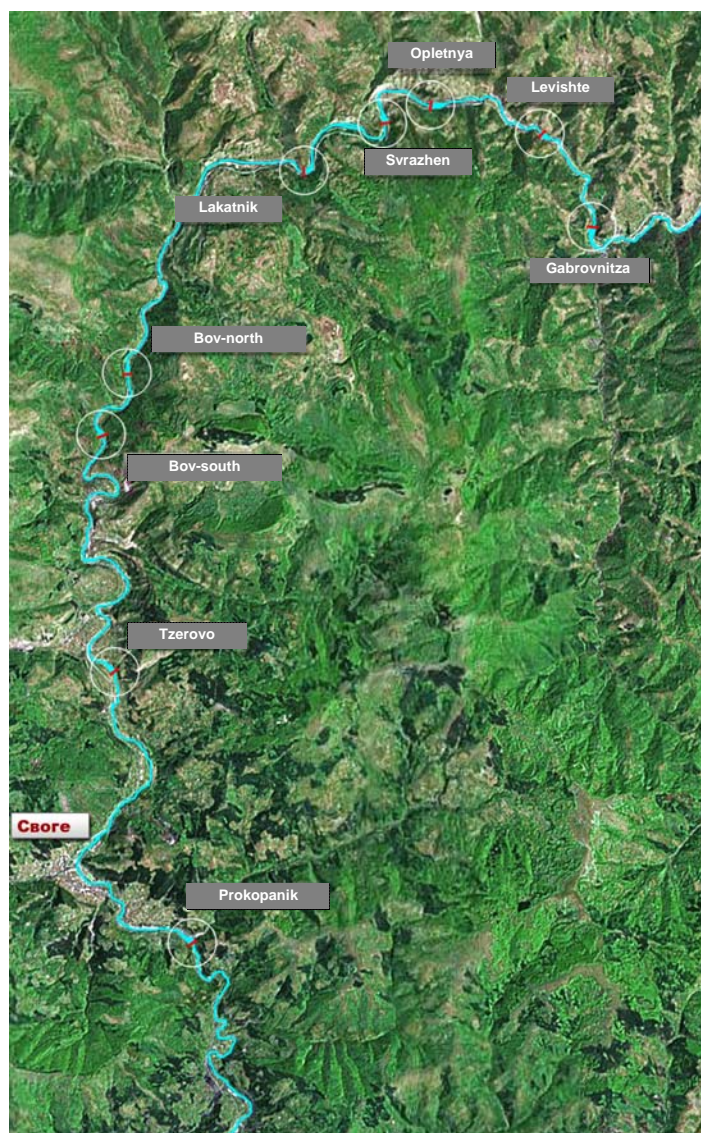 Opletnya
Levishte
Svrazhen
Lakatnik
Gabrovnitza
Bov-north
Bov-south
Tzerovo
Своге
Prokopanik